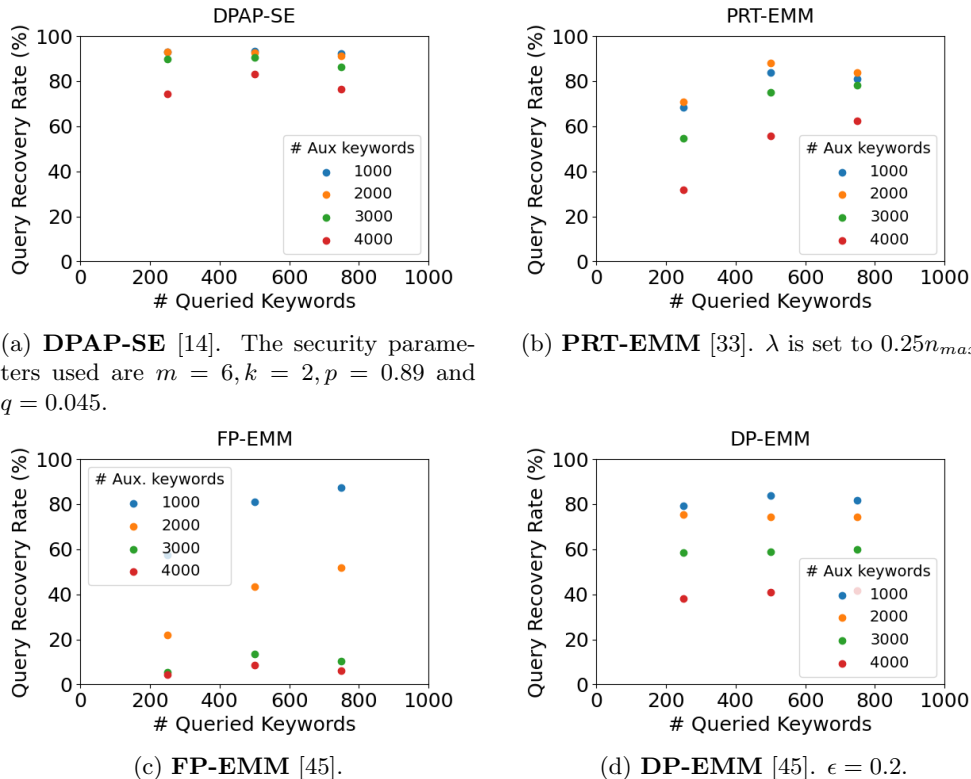 DPAP-SE
Query Recovery Rate (%)
100
80
60
40
20
0
# Aux keywords
1000
2000
3000
4000
0 200 400 600 800 1000
# Queried Keywords
(a) DPAP-SE [14]. The security parame-
ters used are m = 6, k = 2, p = 0.89 and
q = 0.045.
PRT-EMM
Query Recovery Rate (%)
100
80
60
40
20
0
# Aux keywords
1000
2000
3000
4000
0 200 400 600 800 1000
# Queried Keywords
(b) PRT-EMM [33]. λ is set to 0.25n
FP-EMM
Query Recovery Rate (%)
100
80
60
40
20
0
# Aux. keywords
1000
2000
3000
4000
0 200 400 600 800 1000
# Queried Keywords
(c) FP-EMM [45].
DP-EMM
Query Recovery Rate (%)
100
80
60
40
20
0
# Aux keywords
1000
2000
3000
4000
0 200 400 600 800 1000
# Queried Keywords
(d) DP-EMM [45]. ϵ = 0.2.